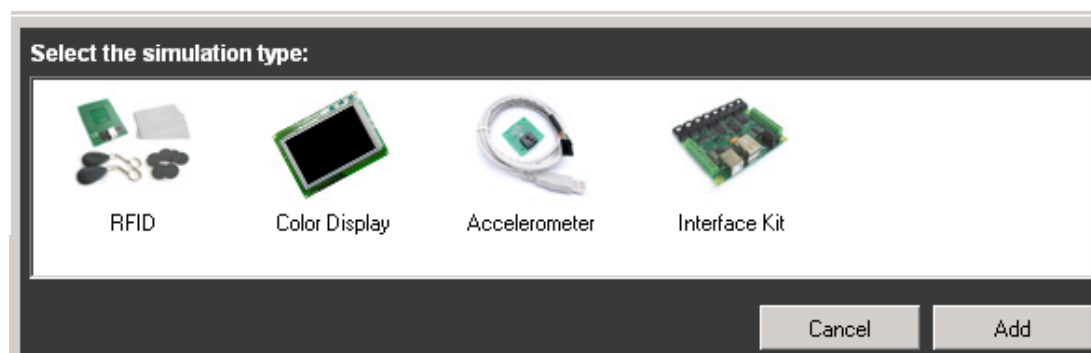 Select the simulation type:
RFID Color Display Accelerometer Interface Kit
Cancel Add